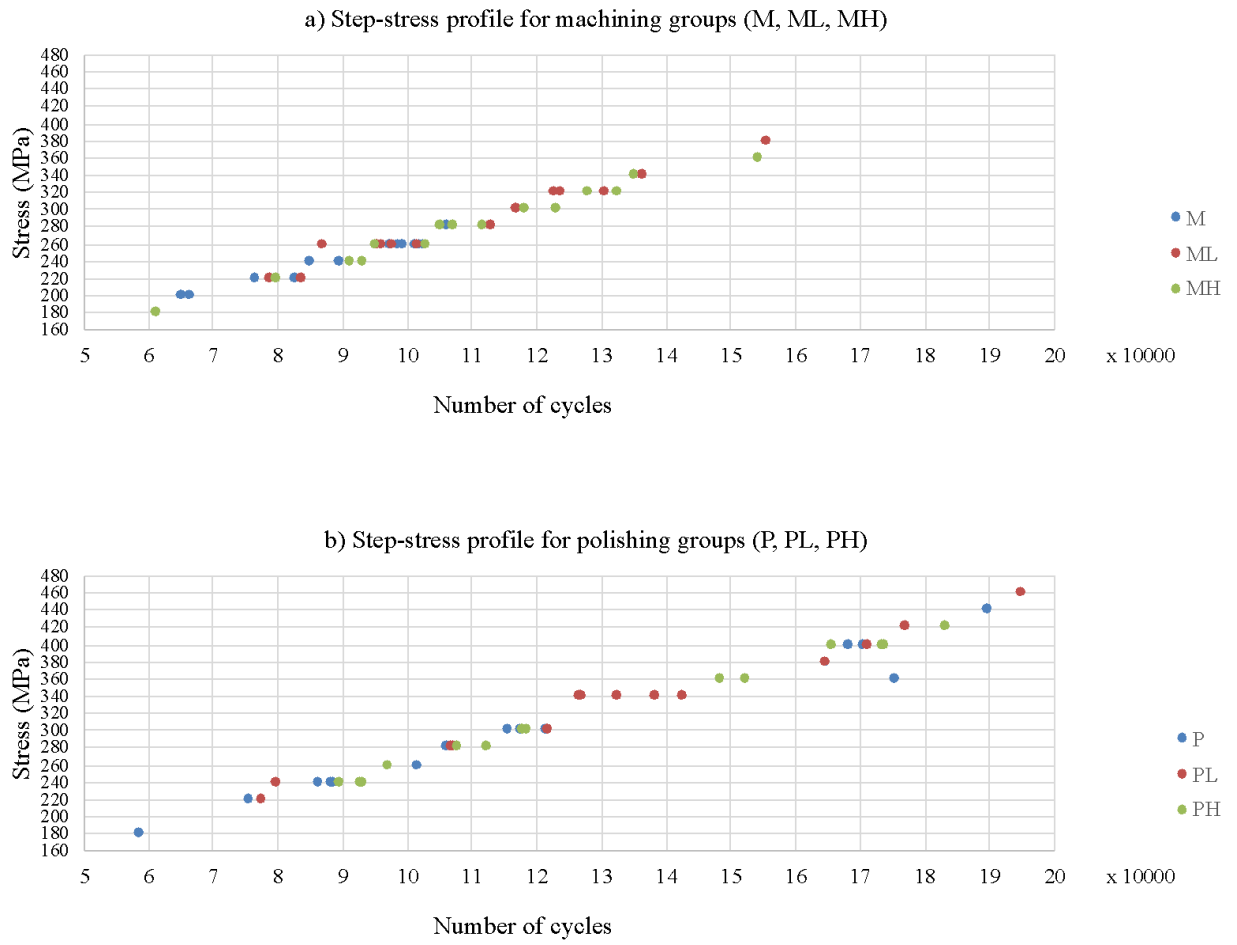 a) Step-stress profile for machining groups (M, ML, MH)
480
460
440
420
400
380
360
340
320
300
280
260
240
220
200
180
160
Stress (MPa)
5 6 7 8 9 10 11 12 13 14 15 16 17 18 19 20 x 10000
Number of cycles
M
ML
MH
b) Step-stress profile for polishing groups (P, PL, PH)
480
460
440
420
400
380
360
340
320
300
280
260
240
220
200
180
160
Stress (MPa)
5 6 7 8 9 10 11 12 13 14 15 16 17 18 19 20 x 10000
Number of cycles
P
PL
PH